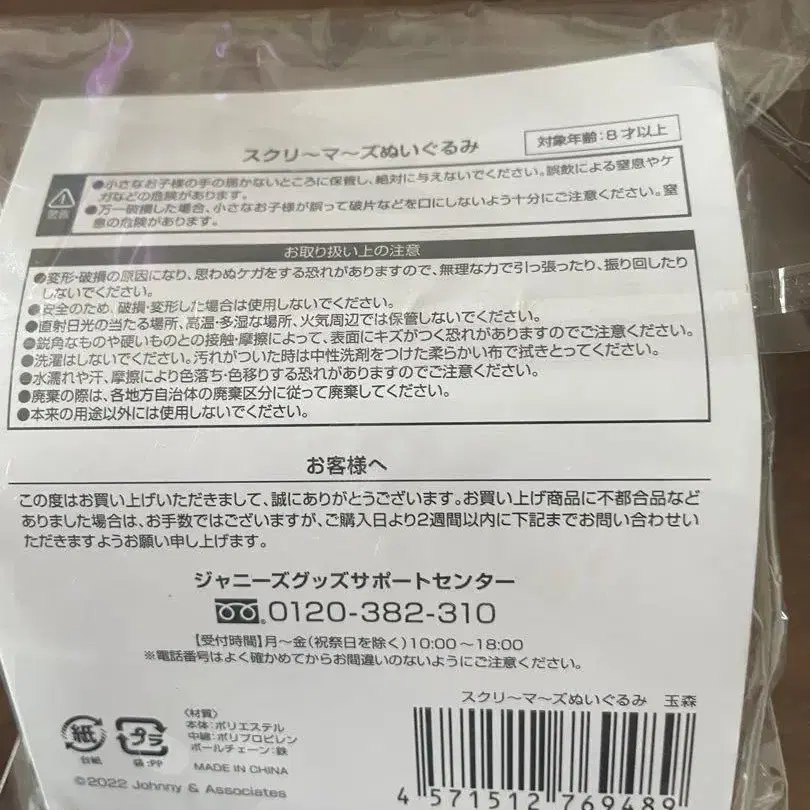 スクリ～マ～ズぬいぐるみ
対象年齢:8才以上
警告
●小さなお子様の手の届かないところに保管し、絶対に与えないでください。誤飲による窒息やケ
ガなどの危険があります。
●万一破損した場合、小さなお子様が誤って破片などを口にしないよう十分にご注意ください。窒
息の危険があります。
お取り扱い上の注意
●変形・破損の原因になり、思わぬケガをする恐れがありますので、無理な力で引っ張ったり、振り回したり
しないでください。
●安全のため、破損・変形した場合は使用しないでください。
●直射日光の当たる場所、高温・多湿な場所、火気周辺では保管しないでください。
●鋭角なものや硬いものとの接触・摩擦によって、表面にキズがつく恐れがありますのでご注意ください。
●洗濯はしないでください。汚れがついた時は中性洗剤をつけた柔らかい布で拭きとってください。
●水濡れや汗、摩擦により色落ち・色移りする恐れがありますのでご注意ください。
●廃棄の際は、各地方自治体の廃棄区分に従って廃棄してください。
●本来の用途以外には使用しないでください。
お客様へ
この度はお買い上げいただきまして、誠にありがとうございます。お買い上げ商品に不都合品など
ありました場合は、お手数ではございますが、ご購入日より2週間以内に下記までお問い合わせい
ただきますようお願い申し上げます。
ジャニーズグッズサポートセンター
0120-382-310
【受付時間】月～金(祝祭日を除く)10:00～18:00
※電話番号はよく確かめてからお間違いのないようにご注意ください。
スクリ～マ～ズぬいぐるみ 玉森
紙
台紙
プラ
袋:PP
〈材質〉
本体:ポリエステル
中綿:ポリプロピレン
ボールチェーン:鉄
MADE IN CHINA
©2022 Johnny & Associates
4 571512 769489